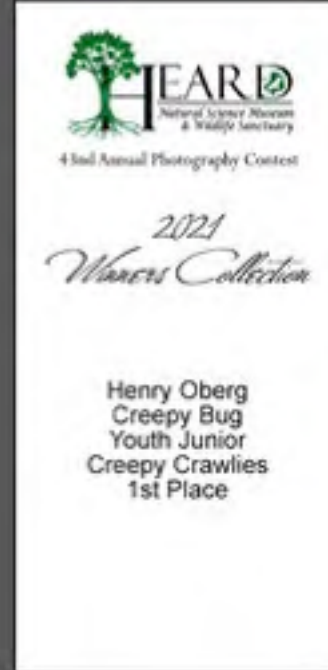 HEARD
Natural Science Museum
& Wildlife Sanctuary
43nd Annual Photography Contest
2021
Winners Collection
Henry Oberg
Creepy Bug
Youth Junior
Creepy Crawlies
1st Place